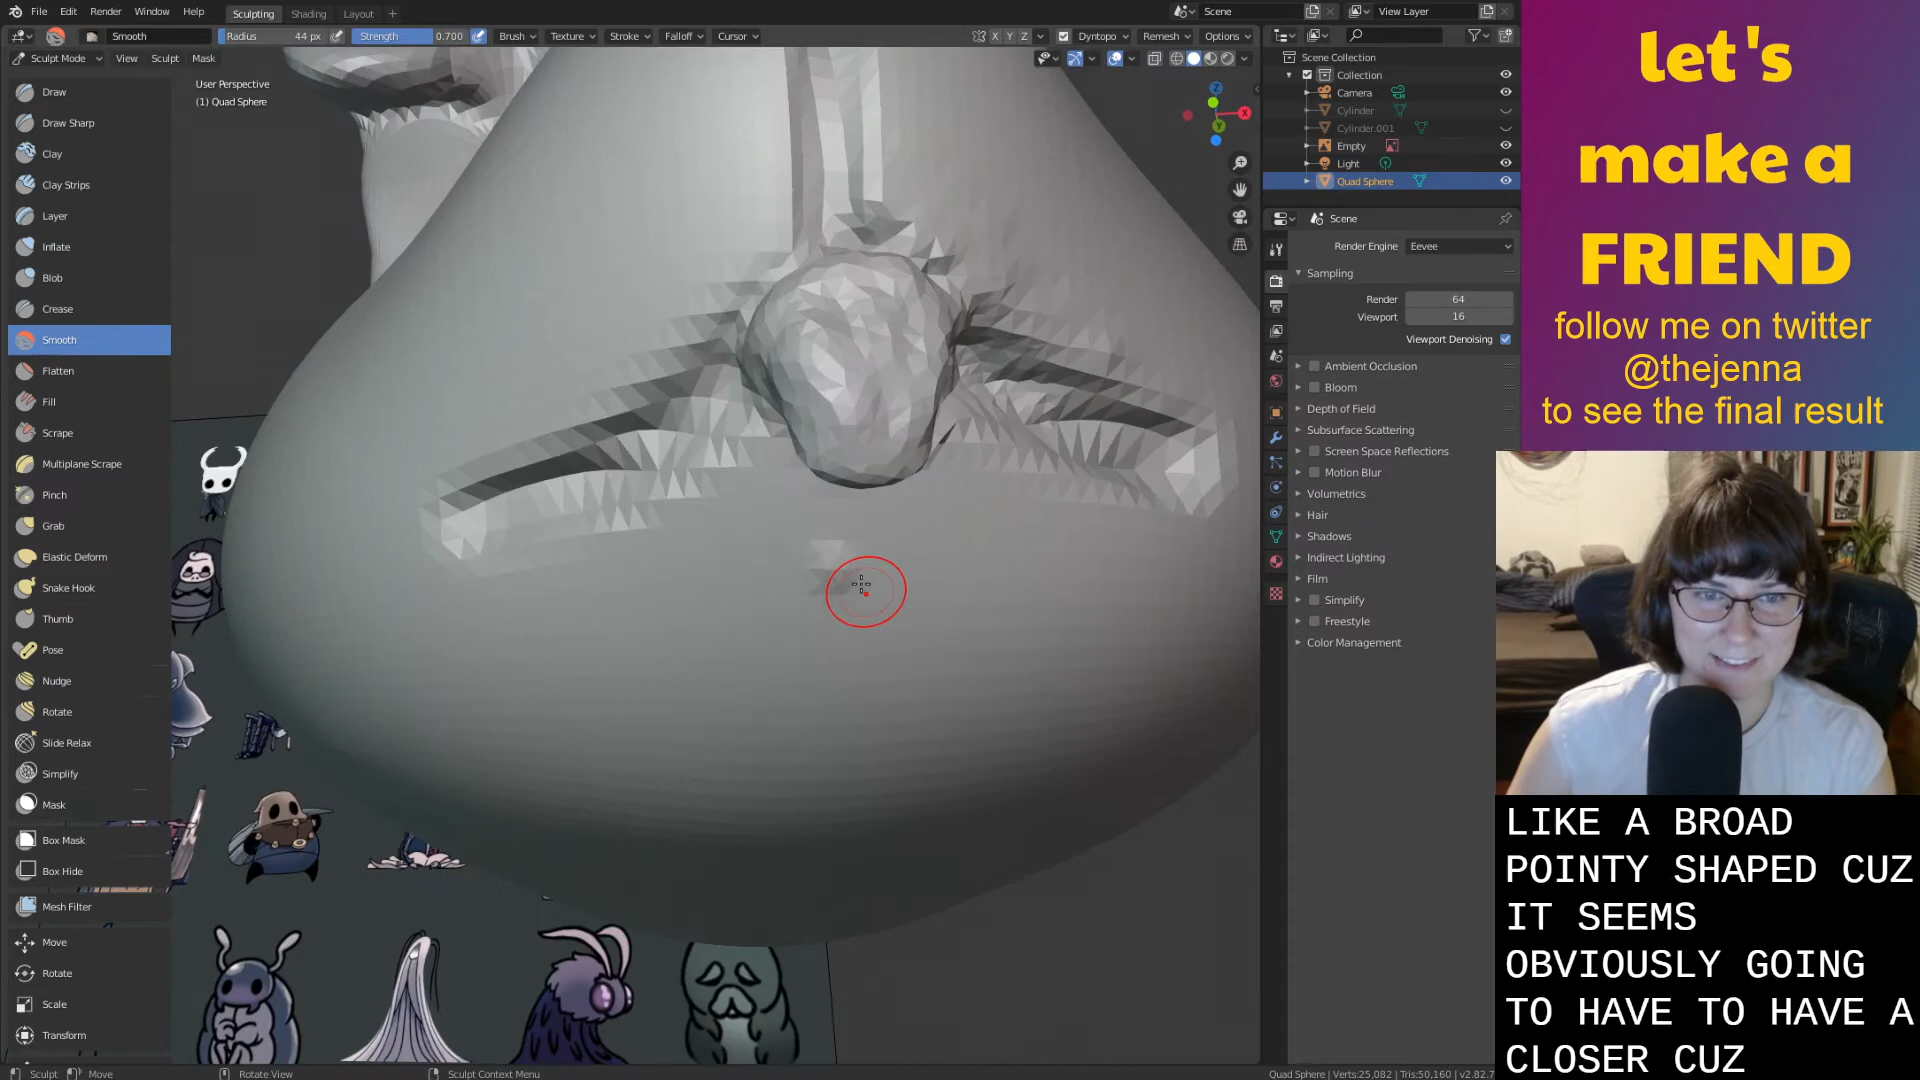 File Edit Render Window Help Sculpting Shading Layout + Scene View Layer
Smooth Radius 44 px Strength 0.700 Brush Texture Stroke Falloff Cursor X Y Z Dyntopo Remesh Options
Sculpt Mode View Sculpt Mask
User Perspective
(1) Quad Sphere
Draw
Draw Sharp
Clay
Clay Strips
Layer
Inflate
Blob
Crease
Smooth
Flatten
Fill
Scrape
Multiplane Scrape
Pinch
Grab
Elastic Deform
Snake Hook
Thumb
Pose
Nudge
Rotate
Slide Relax
Simplify
Mask
Box Mask
Box Hide
Mesh Filter
Move
Rotate
Scale
Transform
Z
X
Y
Scene Collection
Collection
Camera
Cylinder
Cylinder.001
Empty
Light
Quad Sphere
Scene
Render Engine Eevee
Sampling
Render 64
Viewport 16
Viewport Denoising
Ambient Occlusion
Bloom
Depth of Field
Subsurface Scattering
Screen Space Reflections
Motion Blur
Volumetrics
Hair
Shadows
Indirect Lighting
Film
Simplify
Freestyle
Color Management
let's
make a
FRIEND
follow me on twitter
@thejenna
to see the final result
LIKE A BROAD
POINTY SHAPED CUZ
IT SEEMS
OBVIOUSLY GOING
TO HAVE TO HAVE A
CLOSER CUZ
Sculpt Move Rotate View Sculpt Context Menu Quad Sphere | Verts:25,082 | Tris:50,160 | v2.82.7